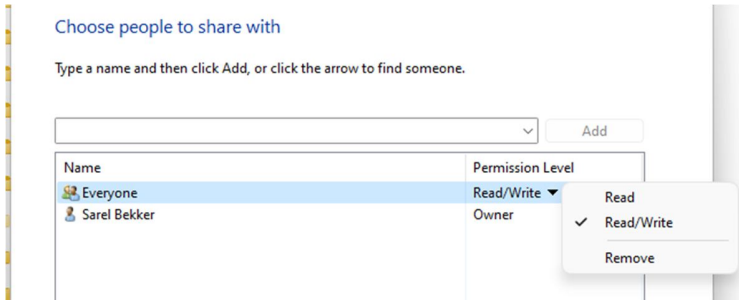 Choose people to share with
Type a name and then click Add, or click the arrow to find someone.
Add
Name Permission Level
Everyone Read/Write
Sarel Bekker Owner
Read
Read/Write
Remove